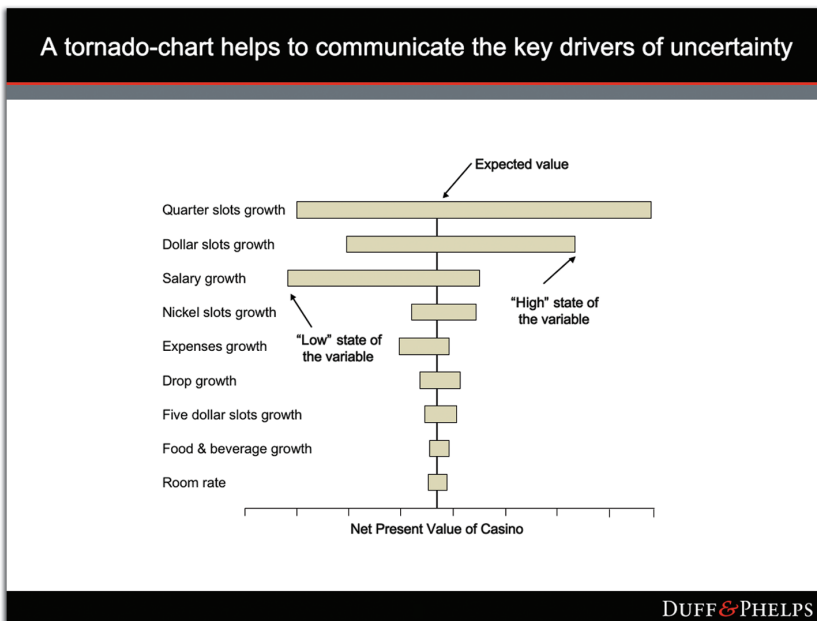 A tornado-chart helps to communicate the key drivers of uncertainty
Expected value
Quarter slots growth
Dollar slots growth
Salary growth
“High” state of
the variable
Nickel slots growth
“Low” state of
the variable
Expenses growth
Drop growth
Five dollar slots growth
Food & beverage growth
Room rate
Net Present Value of Casino
DUFF&PHELPS